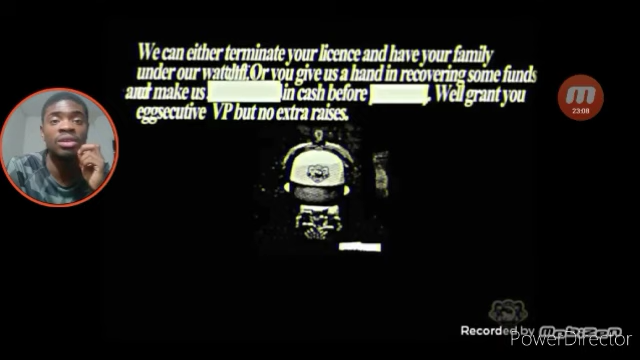 We can either terminate your licence and have your family
under our Or you give us a hand in recovering some funds
and make us in cash before . Well grant you
eggsecutive VP but no extra raises.
23:08
Recorded by
PowerDirector